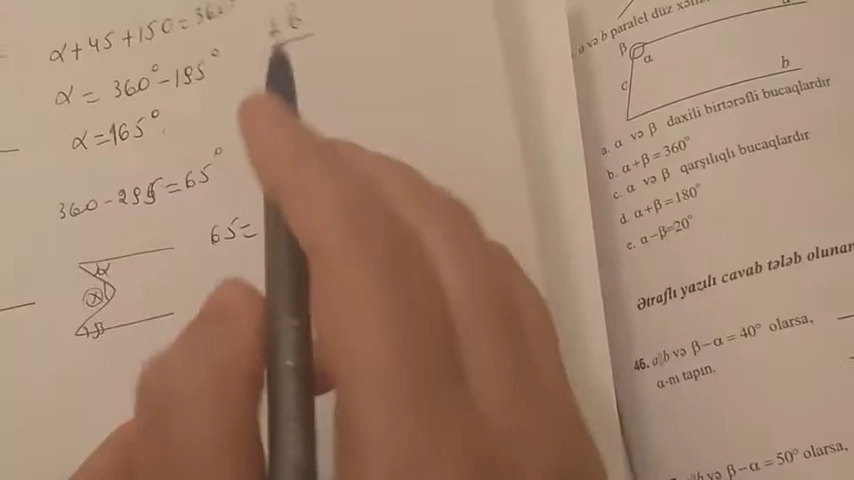 α+45+150=360°
α = 360°-195°
α=165°
360-295=65°
65=
α
x
β
a və b paralel düz
β
α
c
b
a. α və β daxili birtərəfli bucaqlardır
b. α+β=360°
c. α və β qarşılıqlı bucaqlardır
d. α+β=180°
e. α−β=20°
Ətraflı yazılı cavab tələb olunan
46. a||b və β−α = 40° olarsa,
α-nı tapın.
və β−α = 50° olarsa,